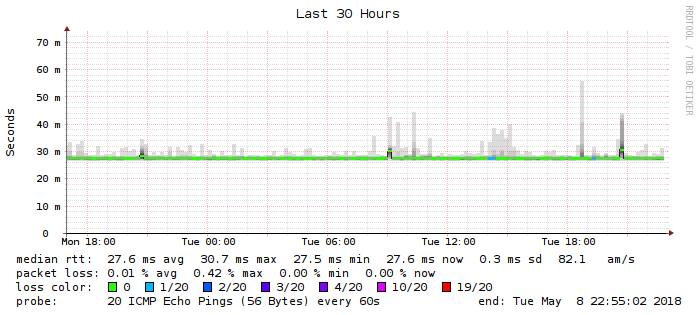 Last 30 Hours
RRDTOOL / TOBI OETIKER
Seconds
70 m
60 m
50 m
40 m
30 m
20 m
10 m
0
Mon 18:00 Tue 00:00 Tue 06:00 Tue 12:00 Tue 18:00
median rtt: 27.6 ms avg 30.7 ms max 27.5 ms min 27.6 ms now 0.3 ms sd 82.1 am/s
packet loss: 0.01 % avg 0.42 % max 0.00 % min 0.00 % now
loss color: 0 1/20 2/20 3/20 4/20 10/20 19/20
probe: 20 ICMP Echo Pings (56 Bytes) every 60s end: Tue May 8 22:55:02 2018